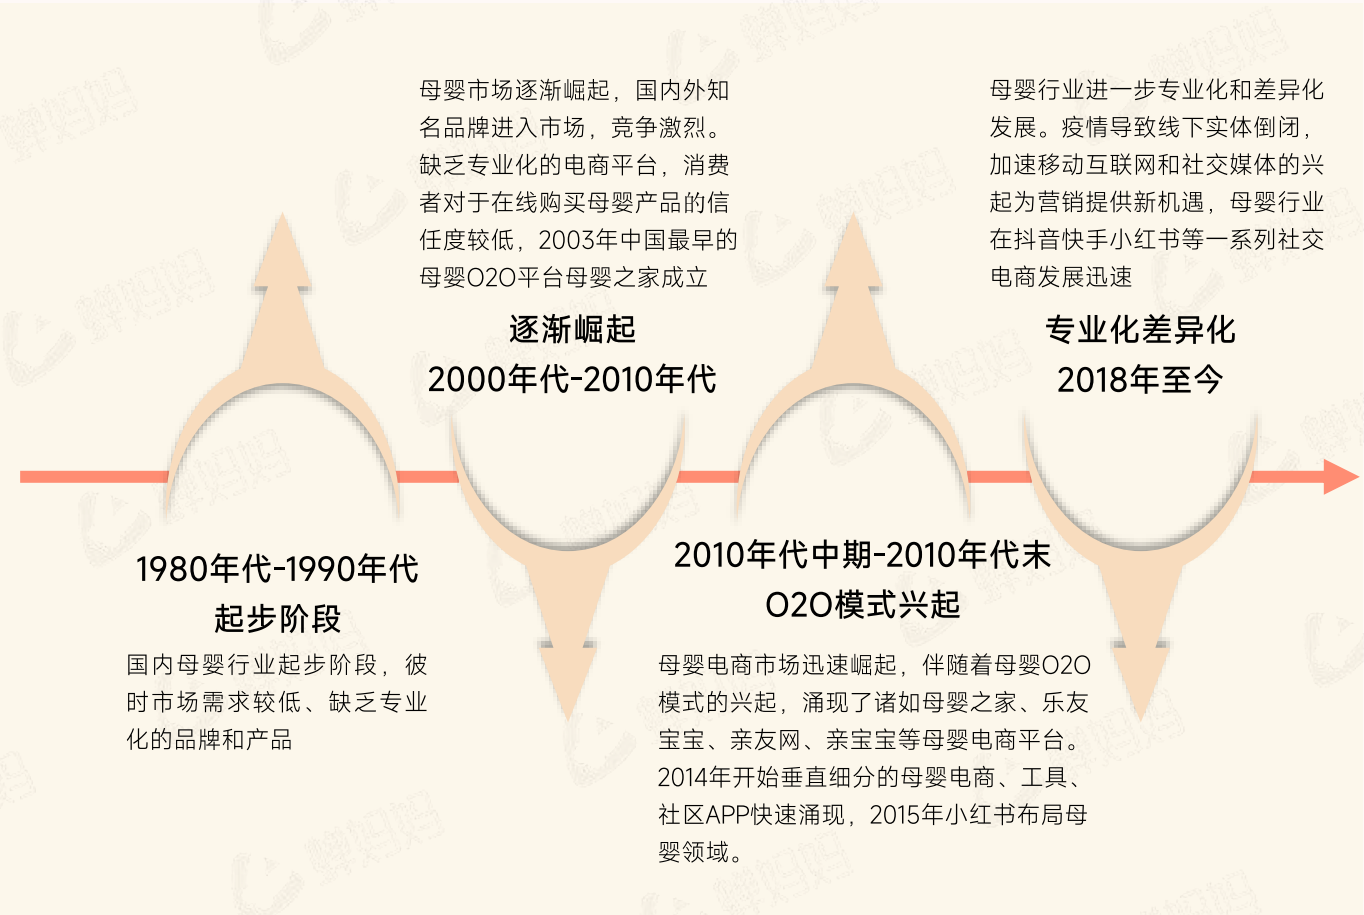 1980年代-1990年代
起步阶段
国内母婴行业起步阶段，彼
时市场需求较低、缺乏专业
化的品牌和产品
母婴市场逐渐崛起，国内外知
名品牌进入市场，竞争激烈。
缺乏专业化的电商平台，消费
者对于在线购买母婴产品的信
任度较低，2003年中国最早的
母婴O2O平台母婴之家成立
逐渐崛起
2000年代-2010年代
2010年代中期-2010年代末
O2O模式兴起
母婴电商市场迅速崛起，伴随着母婴O2O
模式的兴起，涌现了诸如母婴之家、乐友
宝宝、亲友网、亲宝宝等母婴电商平台。
2014年开始垂直细分的母婴电商、工具、
社区APP快速涌现，2015年小红书布局母
婴领域。
母婴行业进一步专业化和差异化
发展。疫情导致线下实体倒闭，
加速移动互联网和社交媒体的兴
起为营销提供新机遇，母婴行业
在抖音快手小红书等一系列社交
电商发展迅速
专业化差异化
2018年至今
蝉妈妈